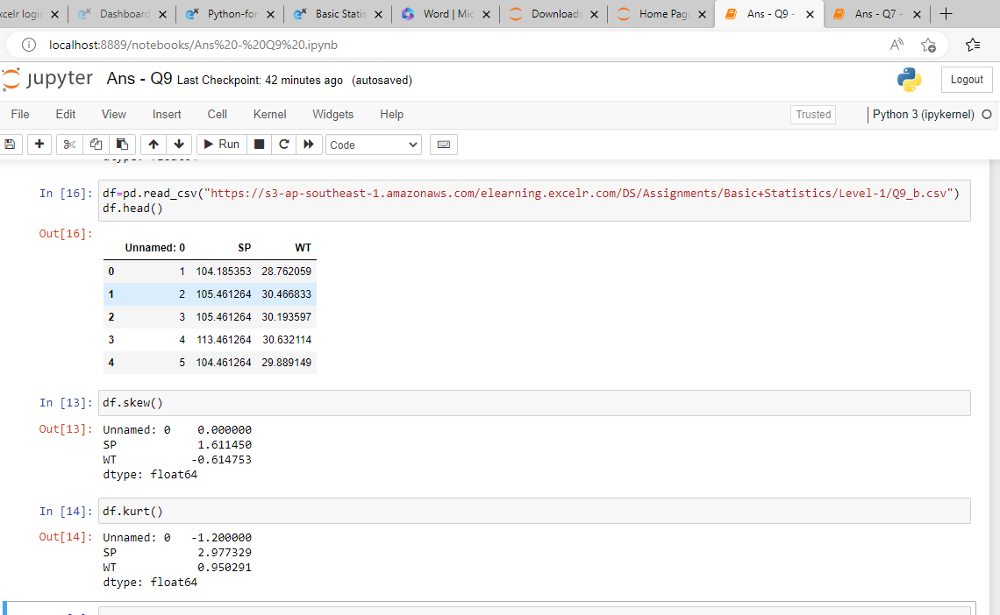 xcelr login
Dashboard
Python-for
Basic Statis
Word | Mic
Downloads
Home Page
Ans - Q9 -
Ans - Q7 -
localhost:8889/notebooks/Ans%20-%20Q9%20.ipynb
jupyter Ans - Q9 Last Checkpoint: 42 minutes ago (autosaved)
Logout
File Edit View Insert Cell Kernel Widgets Help
Trusted
Python 3 (ipykernel)
Run
Code
In [16]: df=pd.read_csv("https://s3-ap-southeast-1.amazonaws.com/elearning.excelr.com/DS/Assignments/Basic+Statistics/Level-1/Q9_b.csv")
df.head()
Out[16]:
Unnamed: 0 SP WT
0 1 104.185353 28.762059
1 2 105.461264 30.466833
2 3 105.461264 30.193597
3 4 113.461264 30.632114
4 5 104.461264 29.889149
In [13]: df.skew()
Out[13]: Unnamed: 0 0.000000
SP 1.611450
WT -0.614753
dtype: float64
In [14]: df.kurt()
Out[14]: Unnamed: 0 -1.200000
SP 2.977329
WT 0.950291
dtype: float64